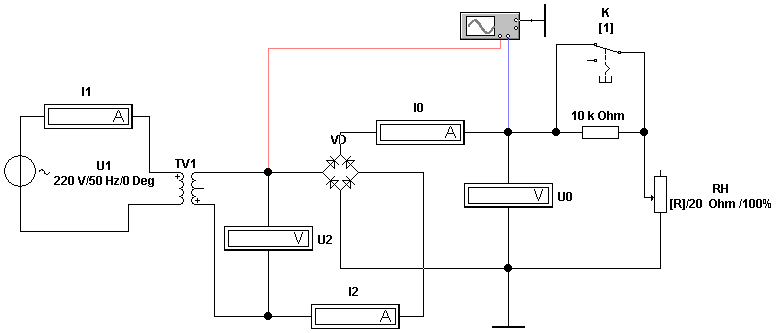 K
[1]
I1
A
I0
A
10 k Ohm
VD
U1
220 V/50 Hz/0 Deg
TV1
V
U0
RH
[R]/20 Ohm /100%
V
U2
I2
A